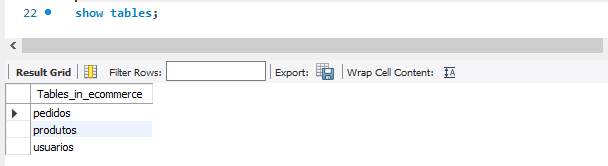 22 show tables;
Result Grid Filter Rows: Export: Wrap Cell Content:
Tables_in_ecommerce
pedidos
produtos
usuarios